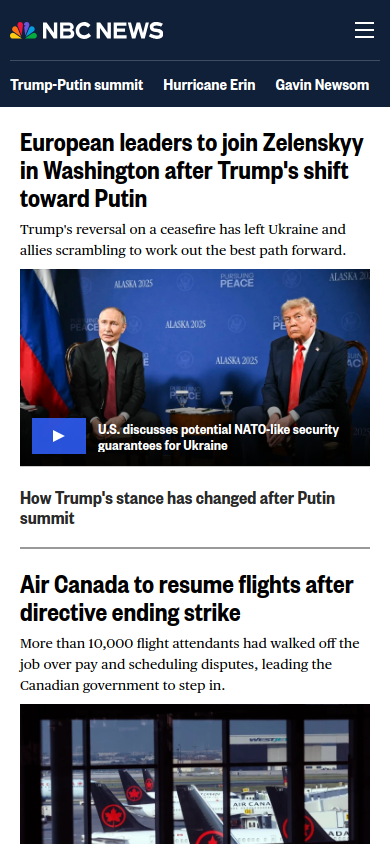 NBC NEWS
Trump-Putin summit Hurricane Erin Gavin Newsom
European leaders to join Zelenskyy
in Washington after Trump's shift
toward Putin
Trump's reversal on a ceasefire has left Ukraine and
allies scrambling to work out the best path forward.
PURSUING
PEACE
ALASKA 2025
ALASKA 2025
ALASKA 2025
ALASKA 2025
U.S. discusses potential NATO-like security
guarantees for Ukraine
How Trump's stance has changed after Putin
summit
Air Canada to resume flights after
directive ending strike
More than 10,000 flight attendants had walked off the
job over pay and scheduling disputes, leading the
Canadian government to step in.
WESTJET
AIR CANADA